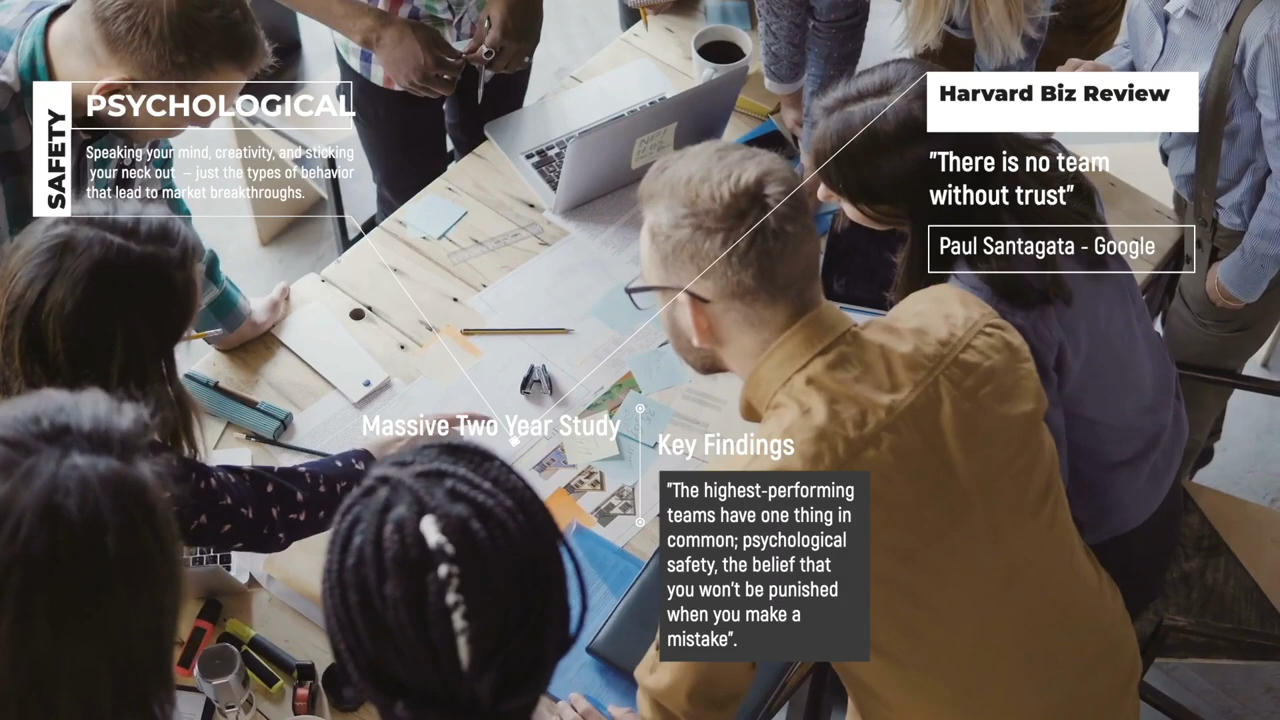 SAFETY
PSYCHOLOGICAL
Speaking your mind, creativity, and sticking
your neck out – just the types of behavior
that lead to market breakthroughs.
Harvard Biz Review
"There is no team
without trust"
Paul Santagata - Google
Massive Two Year Study
Key Findings
"The highest-performing
teams have one thing in
common; psychological
safety, the belief that
you won't be punished
when you make a
mistake".